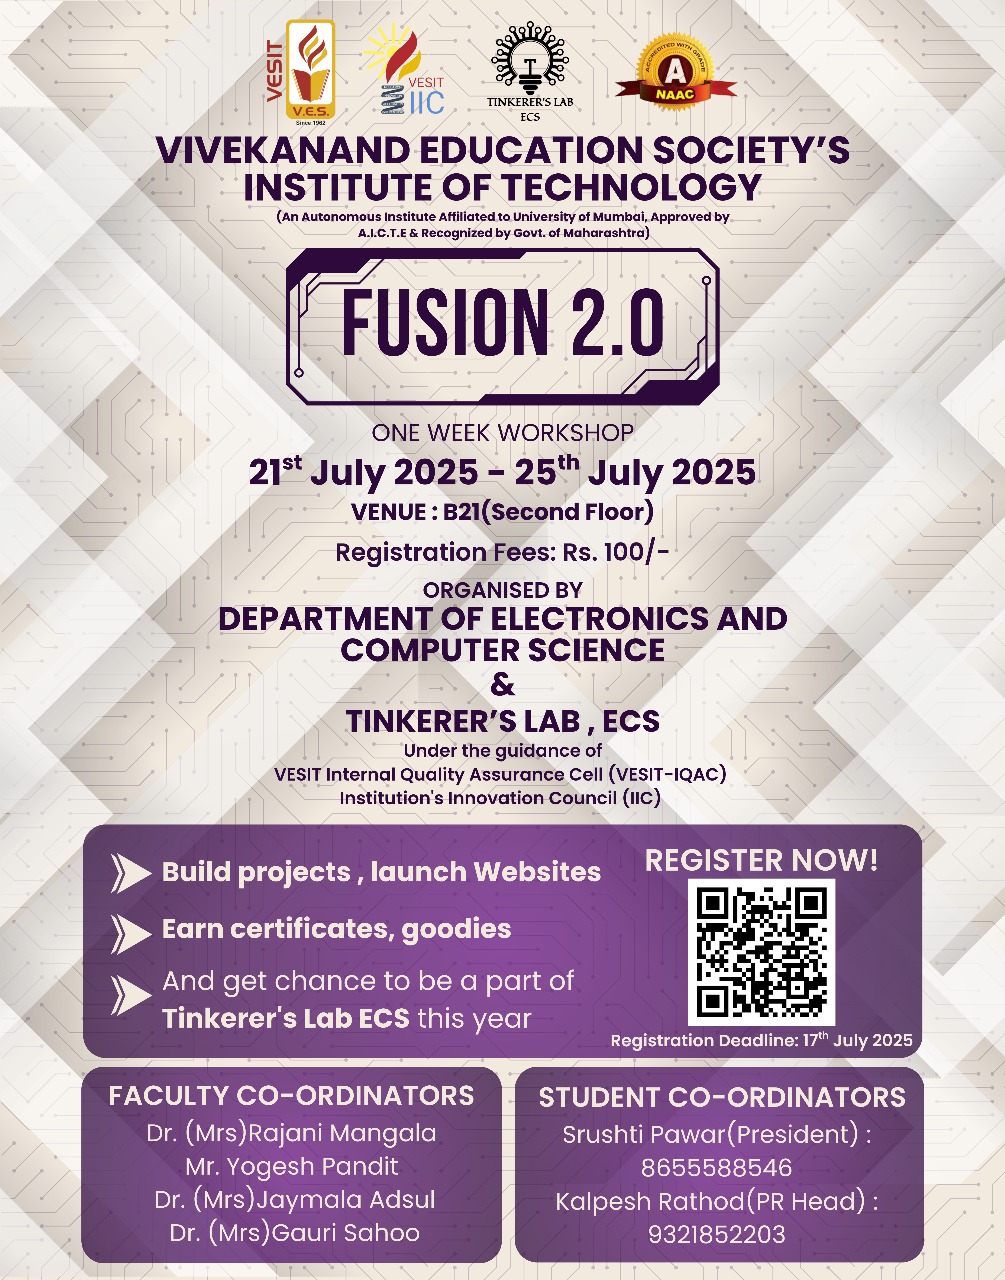 VESIT
V.E.S.
Since 1962
VESIT
IIC
TINKERER'S LAB
ECS
ACCREDITED WITH GRADE
A
NAAC
VIVEKANAND EDUCATION SOCIETY'S
INSTITUTE OF TECHNOLOGY
(An Autonomous Institute Affiliated to University of Mumbai, Approved by
A.I.C.T.E & Recognized by Govt. of Maharashtra)
FUSION 2.0
ONE WEEK WORKSHOP
21st July 2025 - 25th July 2025
VENUE : B21(Second Floor)
Registration Fees: Rs. 100/-
ORGANISED BY
DEPARTMENT OF ELECTRONICS AND
COMPUTER SCIENCE
&
TINKERER'S LAB , ECS
Under the guidance of
VESIT Internal Quality Assurance Cell (VESIT-IQAC)
Institution's Innovation Council (IIC)
Build projects , launch Websites
Earn certificates, goodies
And get chance to be a part of
Tinkerer's Lab ECS this year
REGISTER NOW!
Registration Deadline: 17th July 2025
FACULTY CO-ORDINATORS
Dr. (Mrs)Rajani Mangala
Mr. Yogesh Pandit
Dr. (Mrs)Jaymala Adsul
Dr. (Mrs)Gauri Sahoo
STUDENT CO-ORDINATORS
Srushti Pawar(President) :
8655588546
Kalpesh Rathod(PR Head) :
9321852203